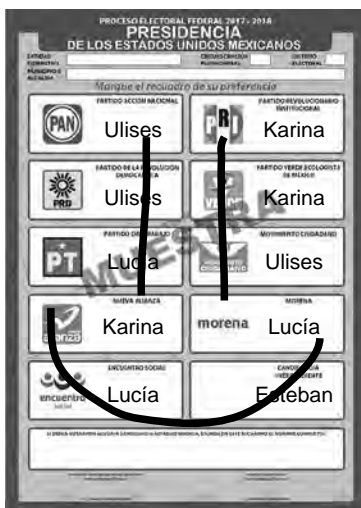 PROCESO ELECTORAL FEDERAL 2017 - 2018
PRESIDENCIA
DE LOS ESTADOS UNIDOS MEXICANOS
Marque el recuadro de su preferencia
PARTIDO ACCIÓN NACIONAL
PAN
Ulises
PARTIDO REVOLUCIONARIO INSTITUCIONAL
PRD
Karina
PARTIDO DE LA REVOLUCIÓN DEMOCRÁTICA
PRD
Ulises
PARTIDO VERDE ECOLOGISTA DE MÉXICO
VERDE
Karina
PARTIDO DEL TRABAJO
PT
Lucía
MOVIMIENTO CIUDADANO
Ulises
MUESTRA
NUEVA ALIANZA
Karina
MORENA
morena
Lucía
ENCUENTRO SOCIAL
encuentro
social
Lucía
Esteban